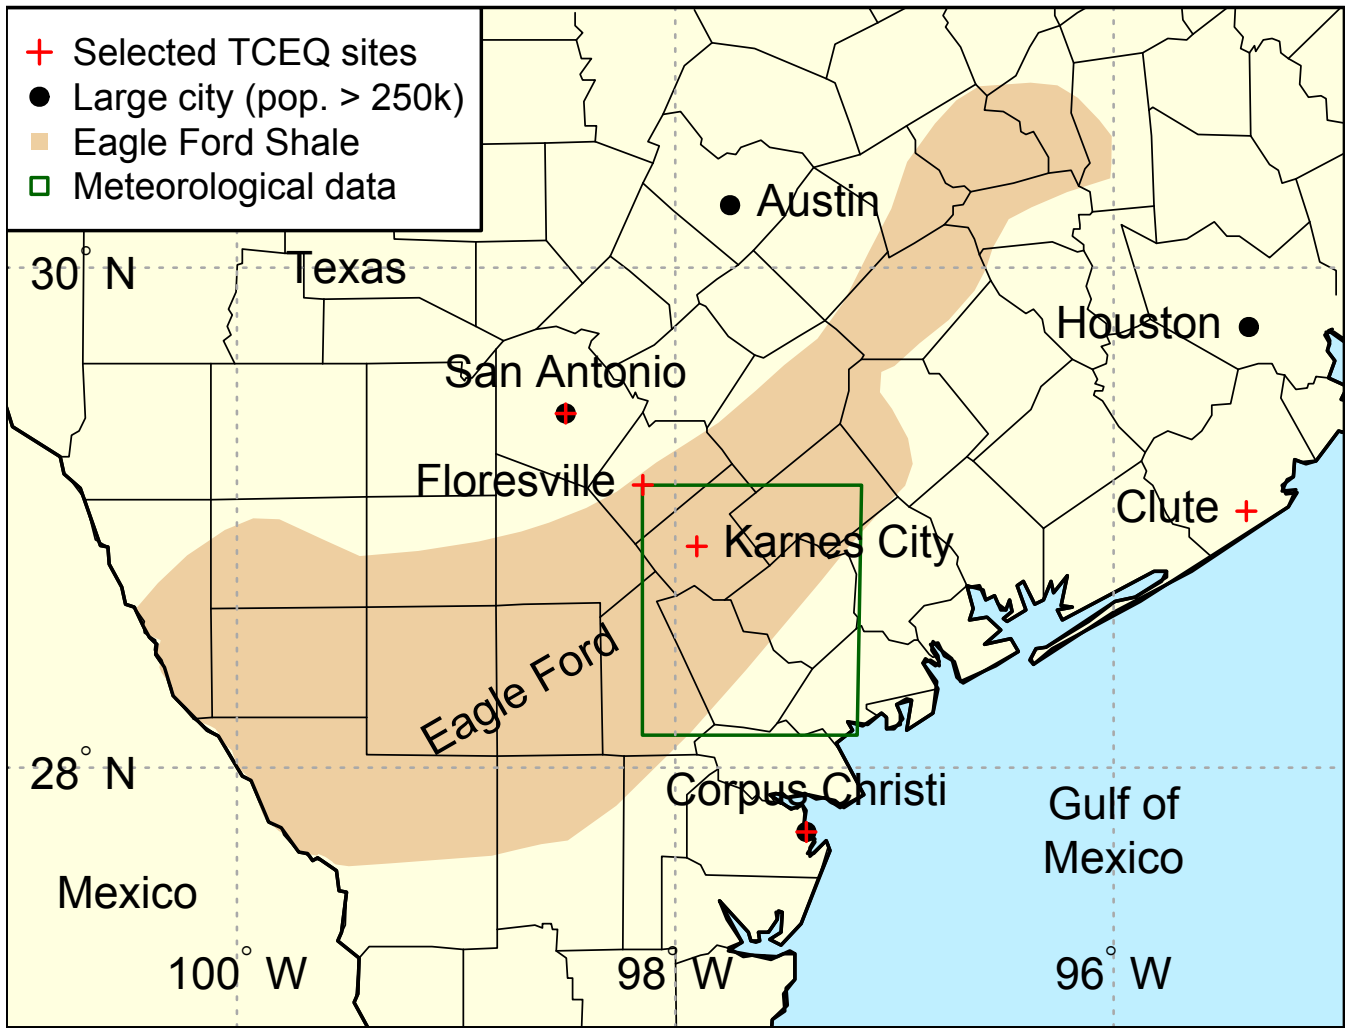 Selected TCEQ sites
Large city (pop. > 250k)
Eagle Ford Shale
Meteorological data
Austin
30° N
Texas
Houston
San Antonio
Floresville
Clute
Karnes City
Eagle Ford
28° N
Corpus Christi
Gulf of
Mexico
Mexico
100° W
98° W
96° W